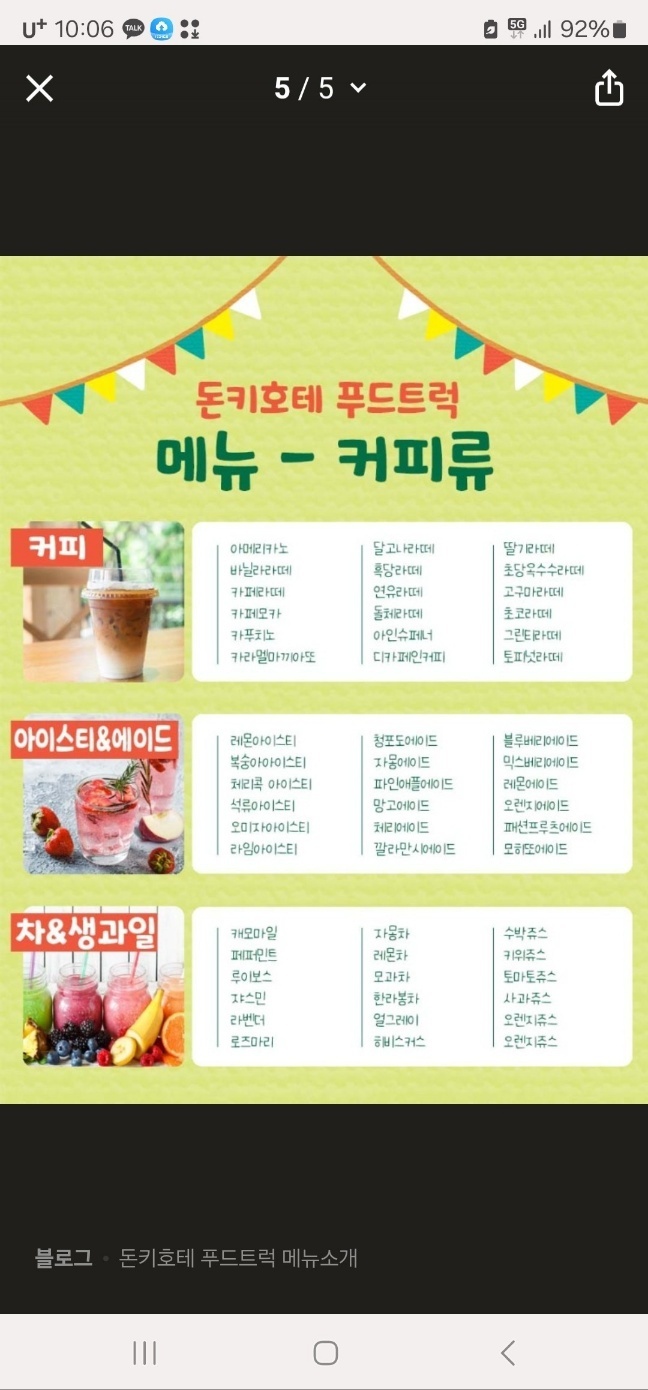 U+ 10:06 TALK 5G 92%
5 / 5
돈키호테 푸드트럭
메뉴 - 커피류
커피
아메리카노
바닐라라떼
카페라떼
카페모카
카푸치노
카라멜마끼아또
달고나라떼
흑당라떼
연유라떼
돌체라떼
아인슈페너
디카페인커피
딸기라떼
초당옥수수라떼
고구마라떼
초코라떼
그린티라떼
토피넛라떼
아이스티&에이드
레몬아이스티
복숭아아이스티
체리콕 아이스티
석류아이스티
오미자아이스티
라임아이스티
청포도에이드
자몽에이드
파인애플에이드
망고에이드
체리에이드
깔라만시에이드
블루베리에이드
믹스베리에이드
레몬에이드
오렌지에이드
패션프루츠에이드
모히또에이드
차&생과일
캐모마일
페퍼민트
루이보스
쟈스민
라벤더
로즈마리
자몽차
레몬차
모과차
한라봉차
얼그레이
히비스커스
수박쥬스
키위쥬스
토마토쥬스
사과쥬스
오렌지쥬스
오렌지쥬스
블로그 • 돈키호테 푸드트럭 메뉴소개